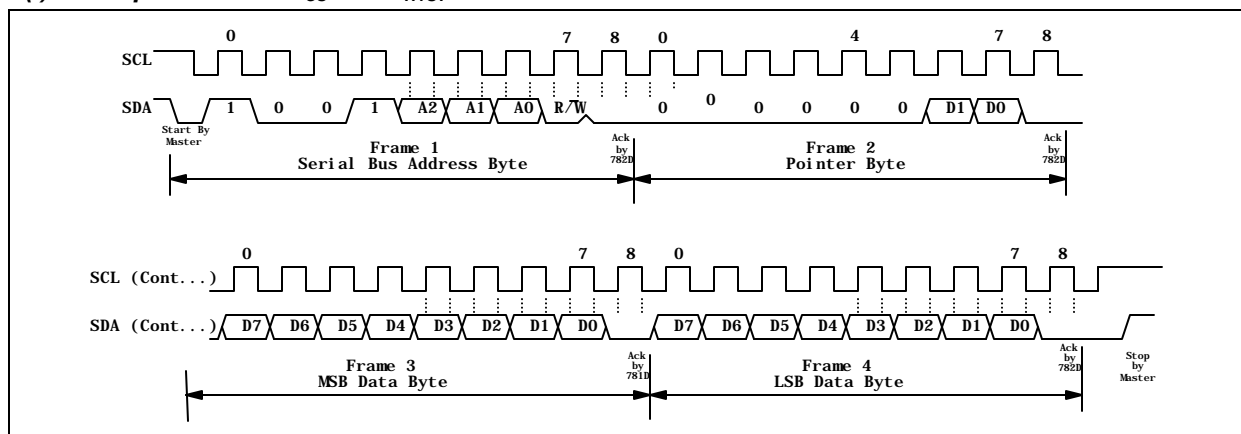 0 7 8 0 4 7 8
SCL
SDA 1 0 0 1 A2 A1 A0 R/W 0 0 0 0 0 0 D1 D0
Start By
Master
Frame 1
Serial Bus Address Byte
Ack
by
782D
Frame 2
Pointer Byte
Ack
by
782D
0 7 8 0 7 8
SCL (Cont...)
SDA (Cont...) D7 D6 D5 D4 D3 D2 D1 D0 D7 D6 D5 D4 D3 D2 D1 D0
Frame 3
MSB Data Byte
Ack
by
781D
Frame 4
LSB Data Byte
Ack
by
782D
Stop
by
Master